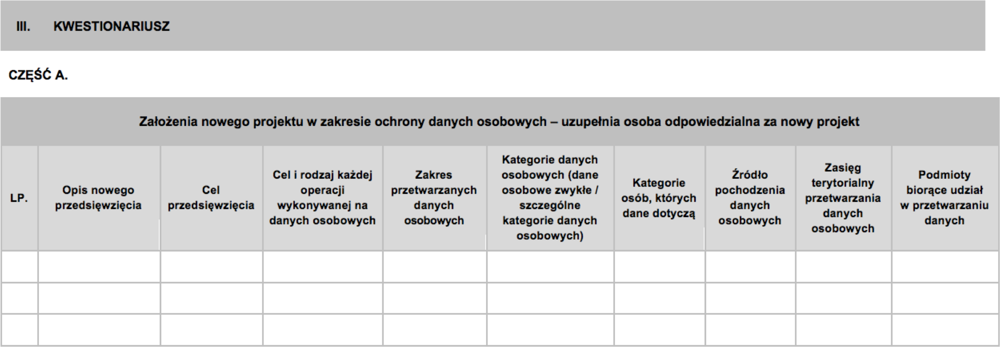 III. KWESTIONARIUSZ
CZĘŚĆ A.
Założenia nowego projektu w zakresie ochrony danych osobowych – uzupełnia osoba odpowiedzialna za nowy projekt
LP.
Opis nowego
przedsięwzięcia
Cel
przedsięwzięcia
Cel i rodzaj każdej
operacji
wykonywanej na
danych osobowych
Zakres
przetwarzanych
danych
osobowych
Kategorie danych
osobowych (dane
osobowe zwykłe /
szczególne
kategorie danych
osobowych)
Kategorie
osób, których
dane dotyczą
Źródło
pochodzenia
danych
osobowych
Zasięg
terytorialny
przetwarzania
danych
osobowych
Podmioty
biorące udział
w przetwarzaniu
danych